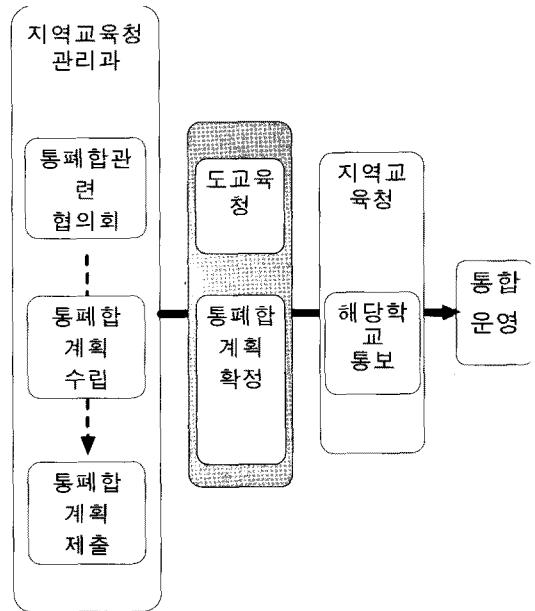 지역교육청
관리과
통폐합관
련
협의회
통폐합
계획
수립
통폐합
계획
제출
도교육
청
통폐합
계획
확정
지역교
육청
해당학
교
통보
통합
운영